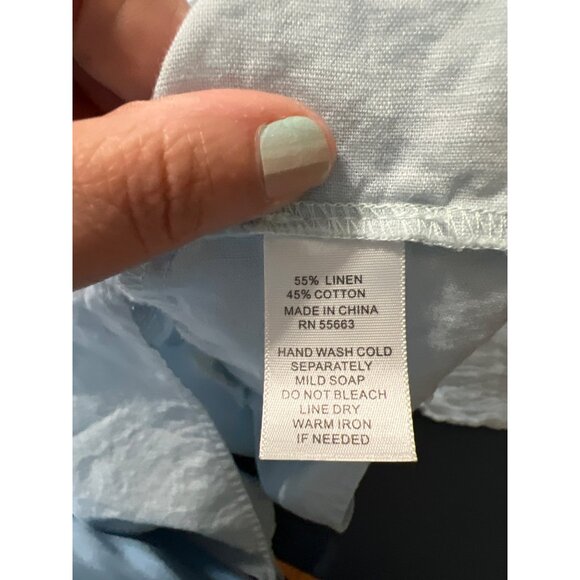 55% LINEN
45% COTTON
MADE IN CHINA
RN 55663
HAND WASH COLD
SEPARATELY
MILD SOAP
DO NOT BLEACH
LINE DRY
WARM IRON
IF NEEDED